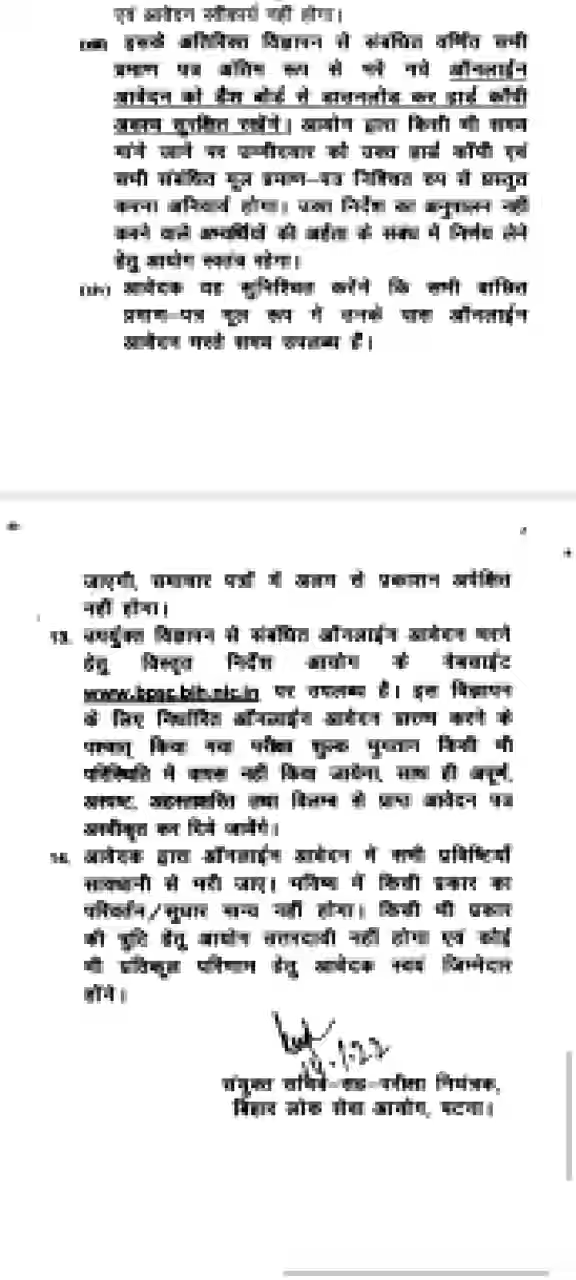 एवं आवेदन स्वीकार्य नहीं होगा।
(iii) इसके अतिरिक्त विज्ञापन से संबंधित वर्णित सभी
प्रमाण पत्र अंतिम रूप से भरे गये ऑनलाईन
आवेदन को डैश बोर्ड से डाउनलोड कर हार्ड कॉपी
अवश्य सुरक्षित रखेंगे। आयोग द्वारा किसी भी समय
मांगे जाने पर उम्मीदवार को उक्त हार्ड कॉपी एवं
सभी संबंधित मूल प्रमाण–पत्र निश्चित रूप से प्रस्तुत
करना अनिवार्य होगा। उक्त निर्देश का अनुपालन नहीं
करने वाले अभ्यर्थियों की अर्हता के संबंध में निर्णय लेने
हेतु आयोग स्वतंत्र रहेगा।
(iv) आवेदक यह सुनिश्चित करेंगे कि सभी वांछित
प्रमाण–पत्र मूल रूप में उनके पास ऑनलाईन
आवेदन भरते समय उपलब्ध हैं।
जाएगी, समाचार पत्रों में अलग से प्रकाशन अपेक्षित
नहीं होगा।
13. उपर्युक्त विज्ञापन से संबंधित ऑनलाईन आवेदन भरने
हेतु विस्तृत निर्देश आयोग के वेबसाईट
www.bpsc.bih.nic.in पर उपलब्ध है। इस विज्ञापन
के लिए निर्धारित ऑनलाईन आवेदन प्रारम्भ करने के
पश्चात् किया गया परीक्षा शुल्क भुगतान किसी भी
परिस्थिति में वापस नहीं किया जायेगा, साथ ही अपूर्ण,
अस्पष्ट, अहस्ताक्षरित तथा विलम्ब से प्राप्त आवेदन पत्र
अस्वीकृत कर दिये जायेंगे।
14. आवेदक द्वारा ऑनलाईन आवेदन में सभी प्रविष्टियाँ
सावधानी से भरी जाए। भविष्य में किसी प्रकार का
परिवर्तन/सुधार मान्य नहीं होगा। किसी भी प्रकार
की त्रुटि हेतु आयोग उत्तरदायी नहीं होगा एवं कोई
भी प्रतिकूल परिणाम हेतु आवेदक स्वयं जिम्मेदार
होंगे।
संयुक्त सचिव–सह–परीक्षा नियंत्रक,
बिहार लोक सेवा आयोग, पटना।